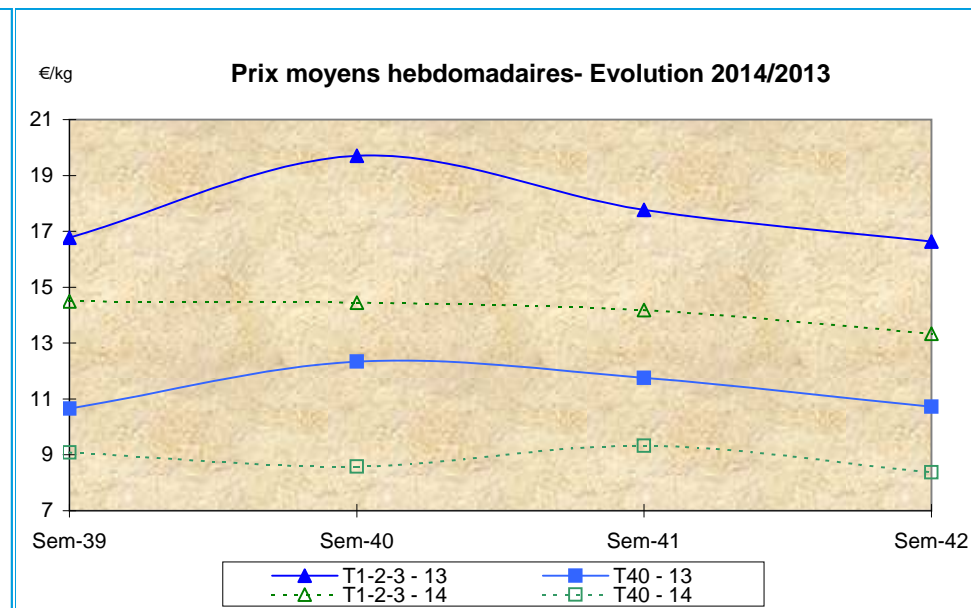 €/kg
Prix moyens hebdomadaires- Evolution 2014/2013
21
19
17
15
13
11
9
7
Sem-39 Sem-40 Sem-41 Sem-42
T1-2-3 - 13 T40 - 13
T1-2-3 - 14 T40 - 14